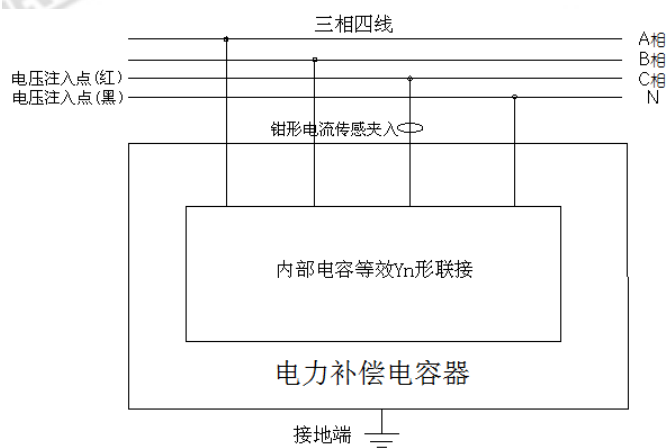 三相四线
A相
B相
电压注入点(红)
C相
电压注入点(黑)
N
钳形电流传感夹入
内部电容等效Yn形联接
电力补偿电容器
接地端